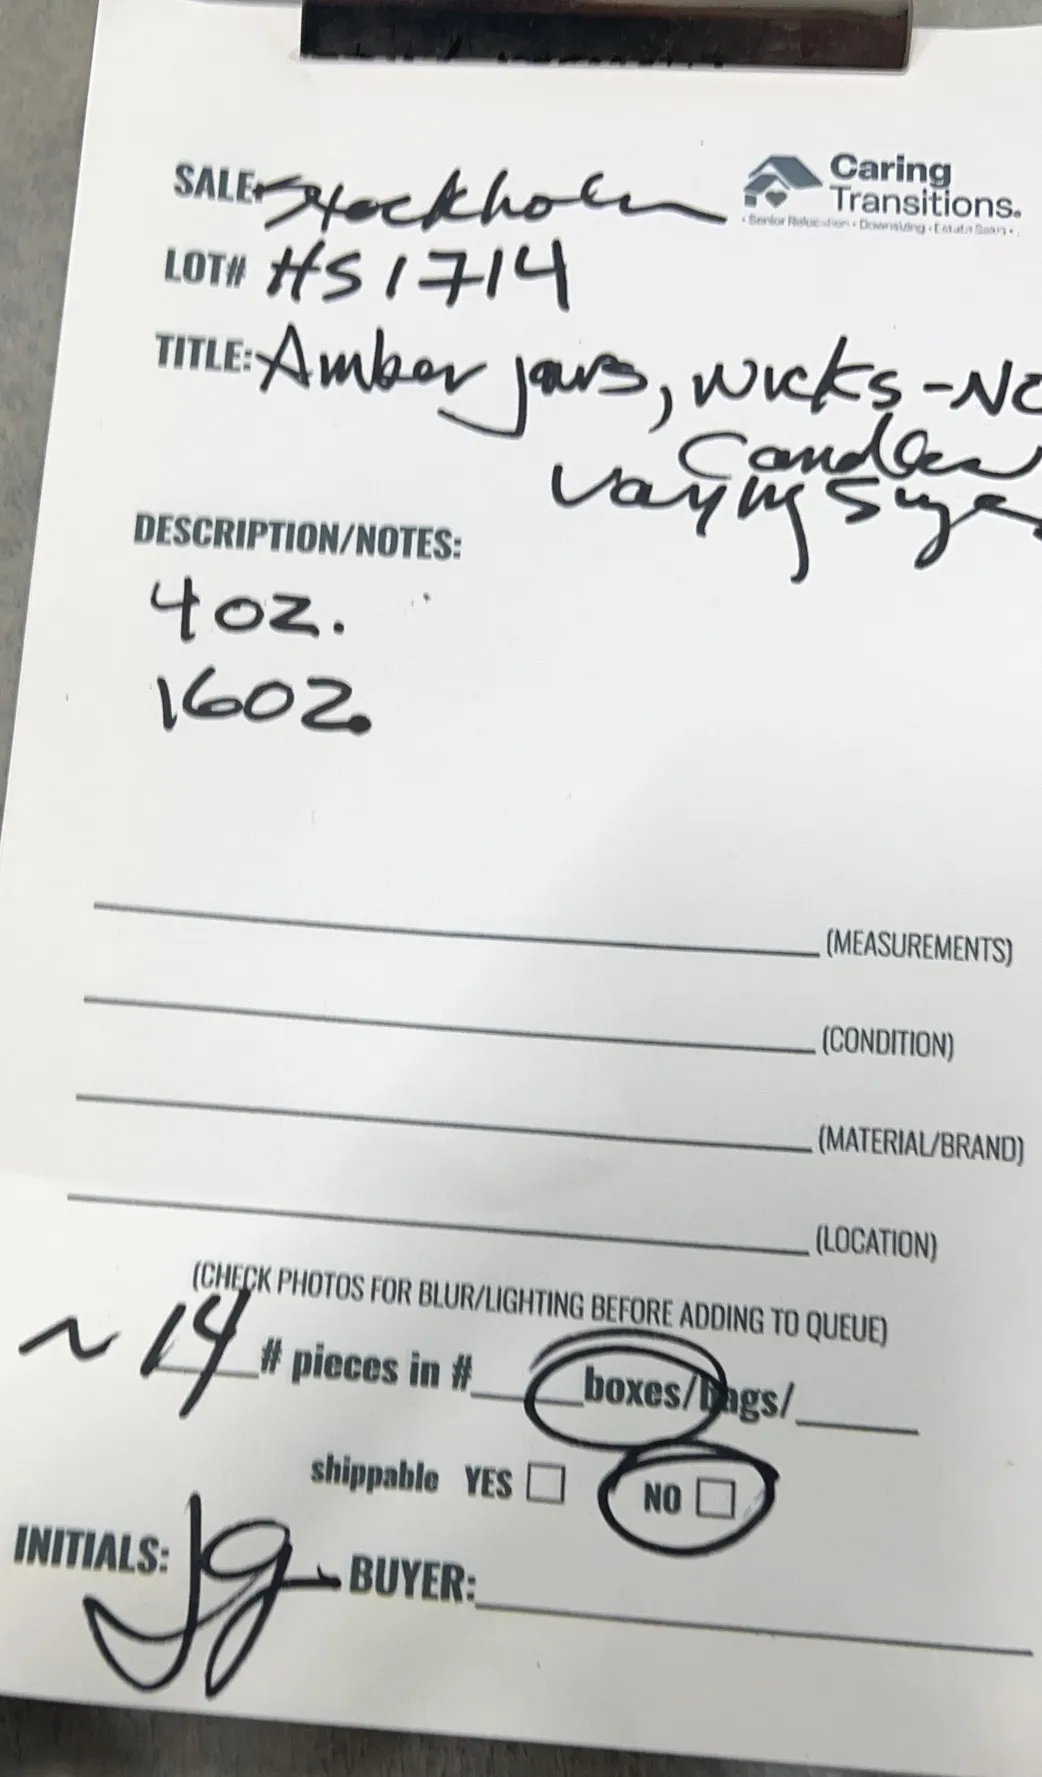 SALE: Stockholm
Caring
Transitions.
• Senior Relocation • Downsizing • Estate Sales •
LOT# HS1714
TITLE: Amber jars, wicks - NO
Candles
varying sizes
DESCRIPTION/NOTES:
4oz.
16oz.
(MEASUREMENTS)
(CONDITION)
(MATERIAL/BRAND)
(LOCATION)
(CHECK PHOTOS FOR BLUR/LIGHTING BEFORE ADDING TO QUEUE)
~ 14 # pieces in # boxes/bags/
shippable YES NO
INITIALS: Jg BUYER: